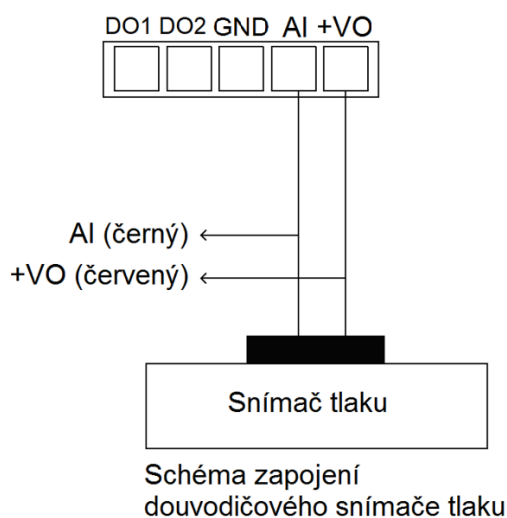 DO1 DO2 GND AI +VO
AI (černý)
+VO (červený)
Snímač tlaku
Schéma zapojení
douvodičového snímače tlaku